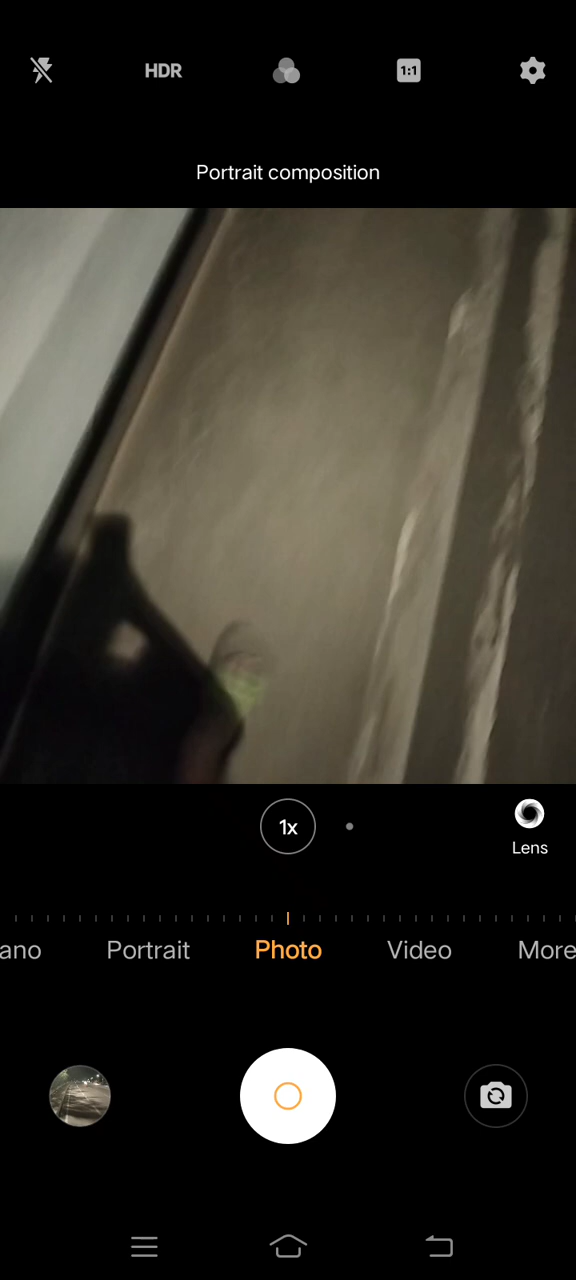 HDR
1:1
Portrait composition
1x
Lens
ano Portrait Photo Video More